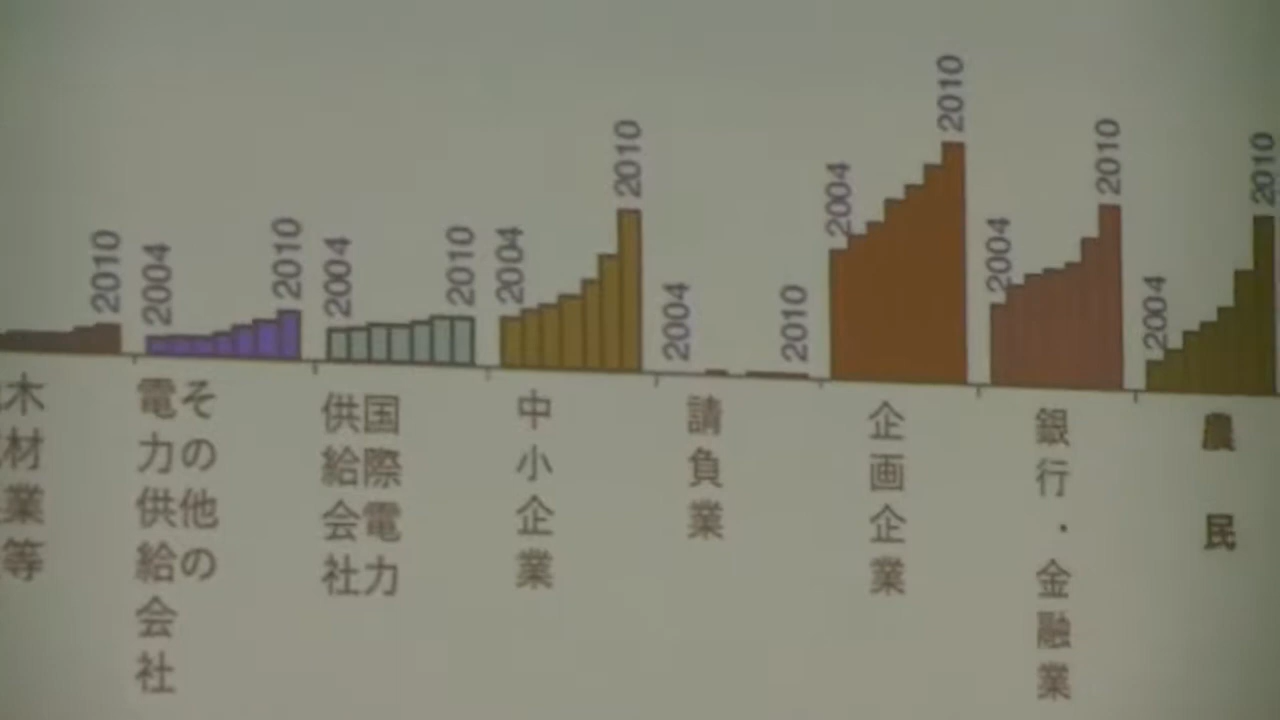 2010
木材業等
2004
2010
その他の
電力供給会社
2004
2010
国際電力
供給会社
2004
2010
中小企業
2004
2010
請負業
2004
2010
企画企業
2004
2010
銀行・金融業
2004
2010
農民